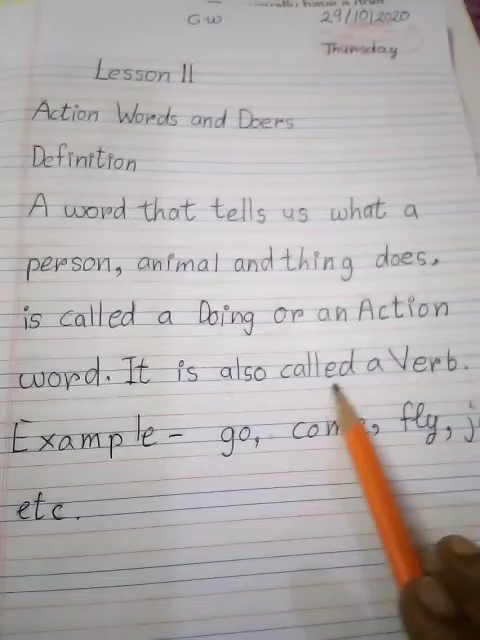 C·W
29/10/2020
Thursday
Lesson 11
Action Words and Doers
Definition
A word that tells us what a
person, animal and thing does,
is called a Doing or an Action
word. It is also called a Verb.
Example - go, come, fly, j
etc.